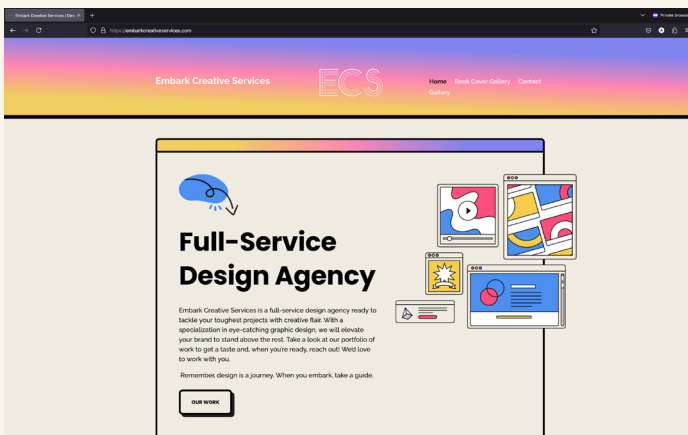 Embark Creative Services | Des
Private browsing
https://embarkcreativeservices.com
Embark Creative Services
ECS
Home Book Cover Gallery Contact
Gallery
Full-Service
Design Agency
Embark Creative Services is a full-service design agency ready to
tackle your toughest projects with creative flair. With a
specialization in eye-catching graphic design, we will elevate
your brand to stand above the rest. Take a look at our portfolio of
work to get a taste and, when you're ready, reach out! We'd love
to work with you.
Remember, design is a journey. When you embark, take a guide.
OUR WORK